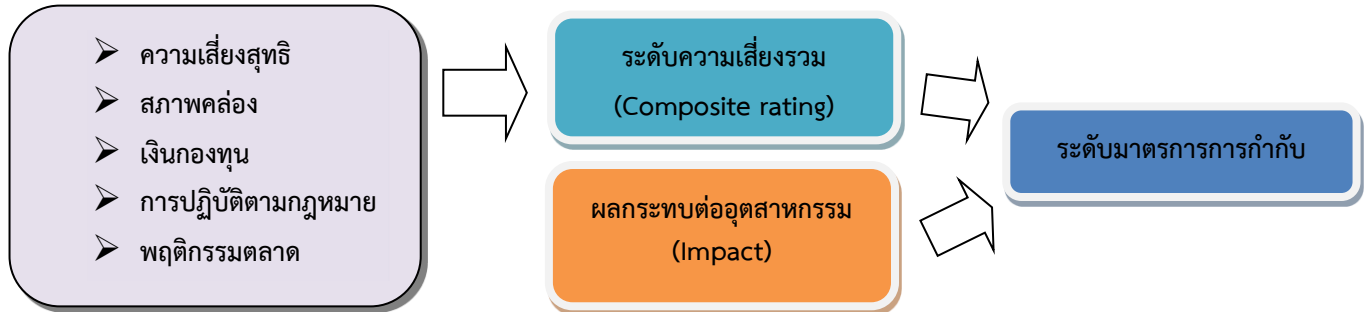 ➢ ความเสี่ยงสุทธิ
➢ สภาพคล่อง
➢ เงินกองทุน
➢ การปฏิบัติตามกฎหมาย
➢ พฤติกรรมตลาด
ระดับความเสี่ยงรวม
(Composite rating)
ผลกระทบต่ออุตสาหกรรม
(Impact)
ระดับมาตรการการกำกับ